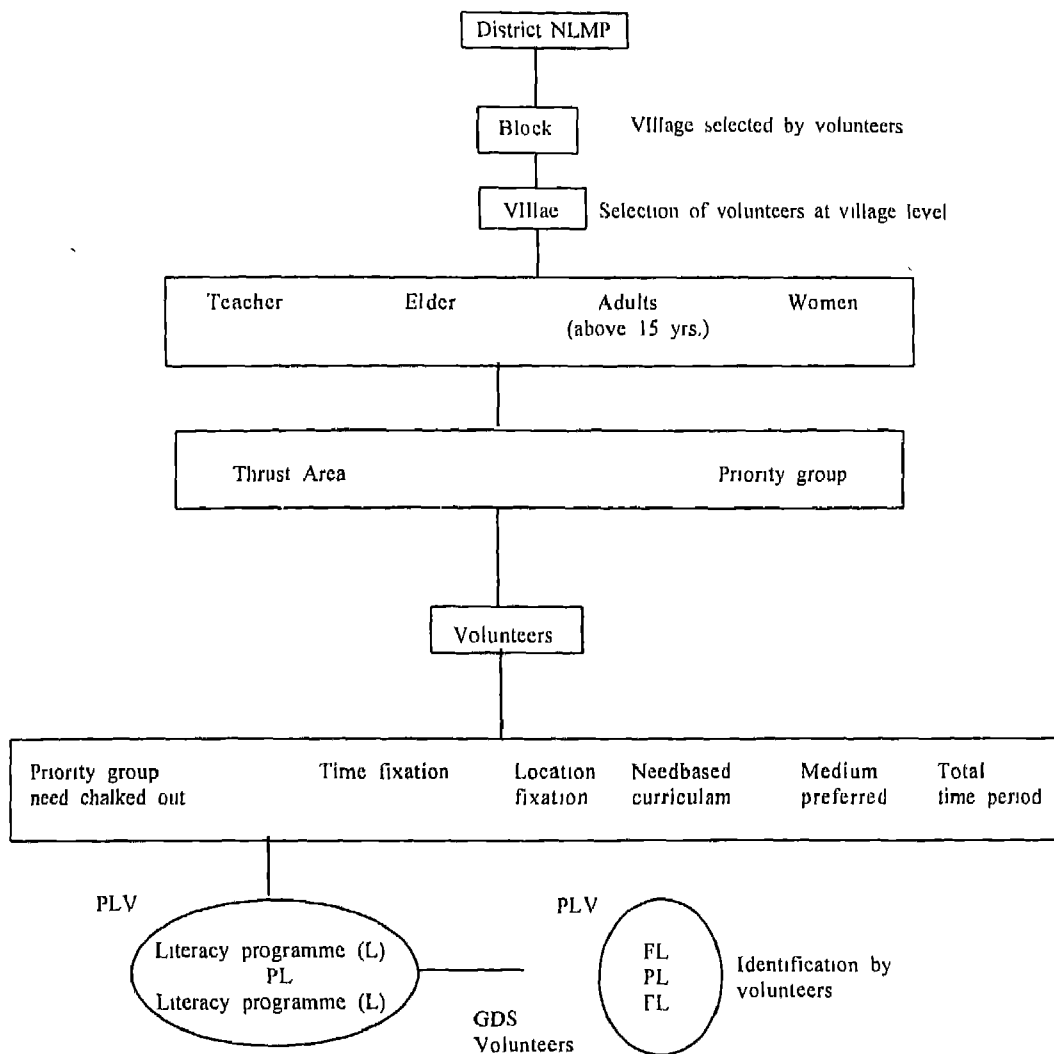 District NLMP
Block
VIllage selected by volunteers
VIllae
Selection of volunteers at village level
Teacher Elder Adults Women
(above 15 yrs.)
Thrust Area Priority group
Volunteers
Priority group Time fixation Location Needbased Medium Total
need chalked out fixation curriculam preferred time period
PLV
Literacy programme (L)
PL
Literacy programme (L)
GDS
Volunteers
PLV
FL
PL
FL
Identification by
volunteers